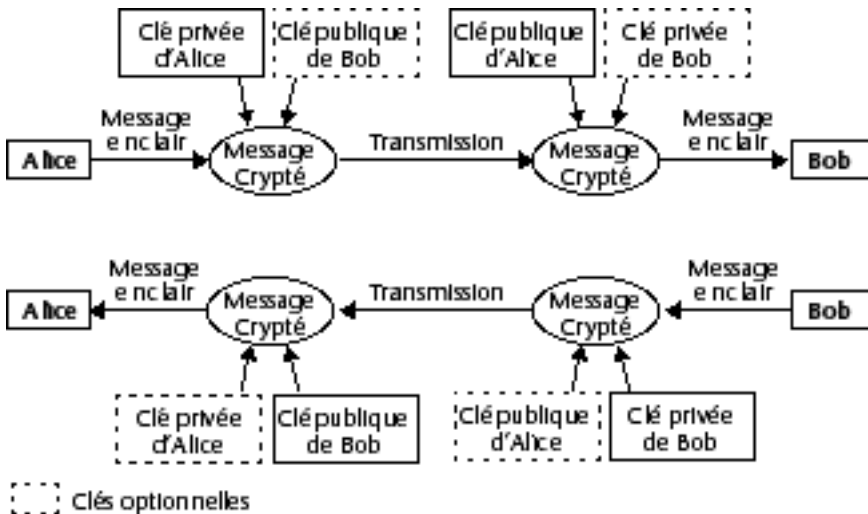 Clé privée
d'Alice
Clé publique
de Bob
Clé publique
d'Alice
Clé privée
de Bob
Message
en clair
Transmission
Message
en clair
Alice
Message
Crypté
Message
Crypté
Bob
Message
en clair
Transmission
Message
en clair
Alice
Message
Crypté
Message
Crypté
Bob
Clé privée
d'Alice
Clé publique
de Bob
Clé publique
d'Alice
Clé privée
de Bob
Clés optionnelles